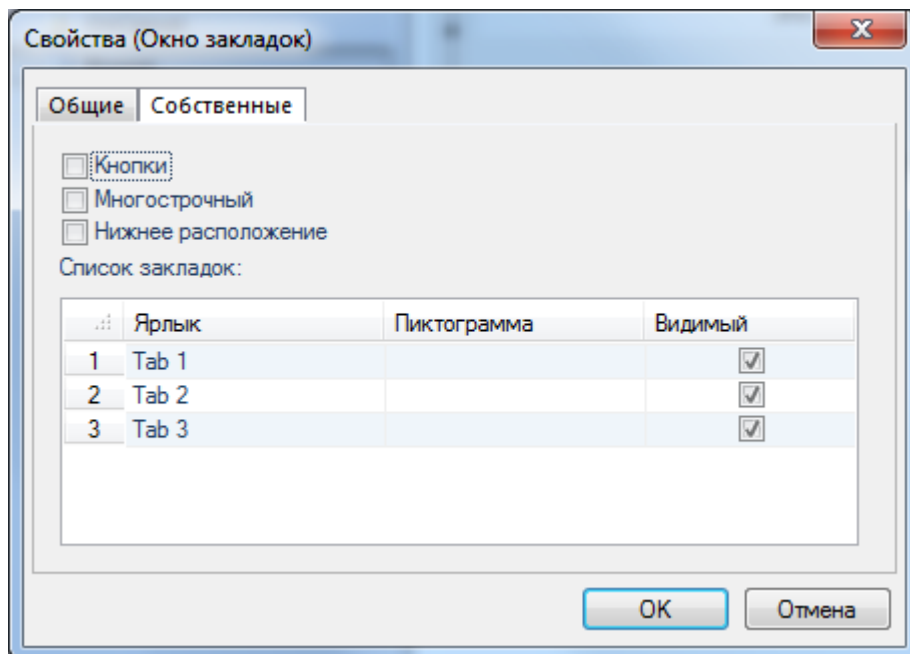 Свойства (Окно закладок)
Общие Собственные
Кнопки
Многострочный
Нижнее расположение
Список закладок:
Ярлык Пиктограмма Видимый
1 Tab 1
2 Tab 2
3 Tab 3
OK Отмена